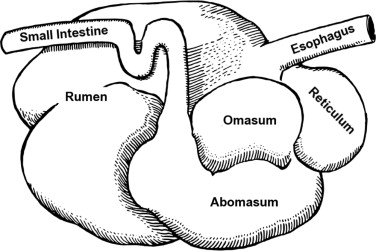 Small Intestine
Esophagus
Rumen
Reticulum
Omasum
Abomasum